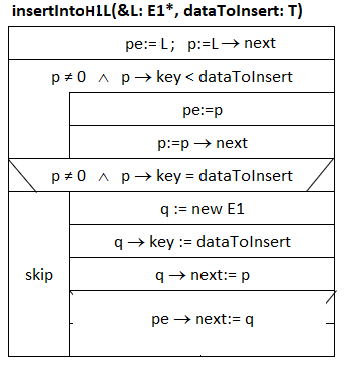 insertIntoH1L(&L: E1*, dataToInsert: T)
pe:= L; p:=L→ next
p ≠ 0 ∧ p → key < dataToInsert
pe:=p
p:=p → next
p ≠ 0 ∧ p → key = dataToInsert
q := new E1
q → key := dataToInsert
skip
q → next:= p
pe → next:= q